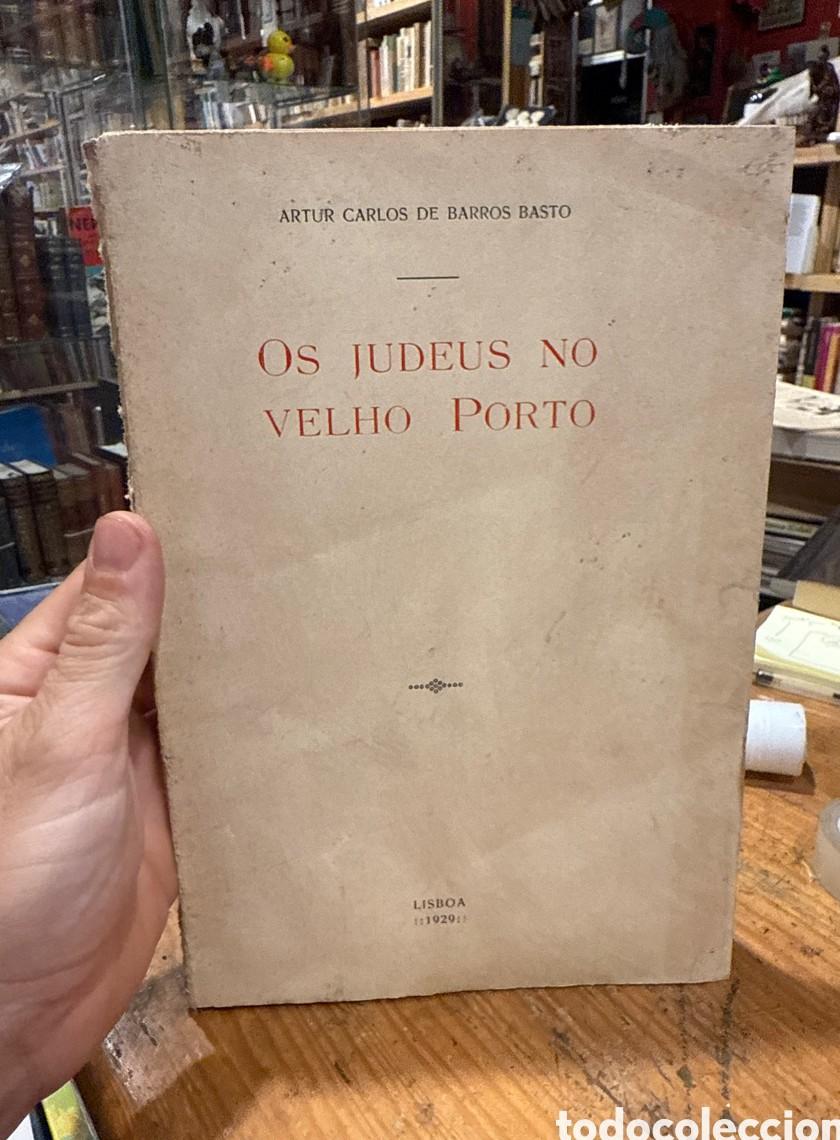 ARTUR CARLOS DE BARROS BASTO
OS JUDEUS NO
VELHO PORTO
LISBOA
::1929::
todocoleccion